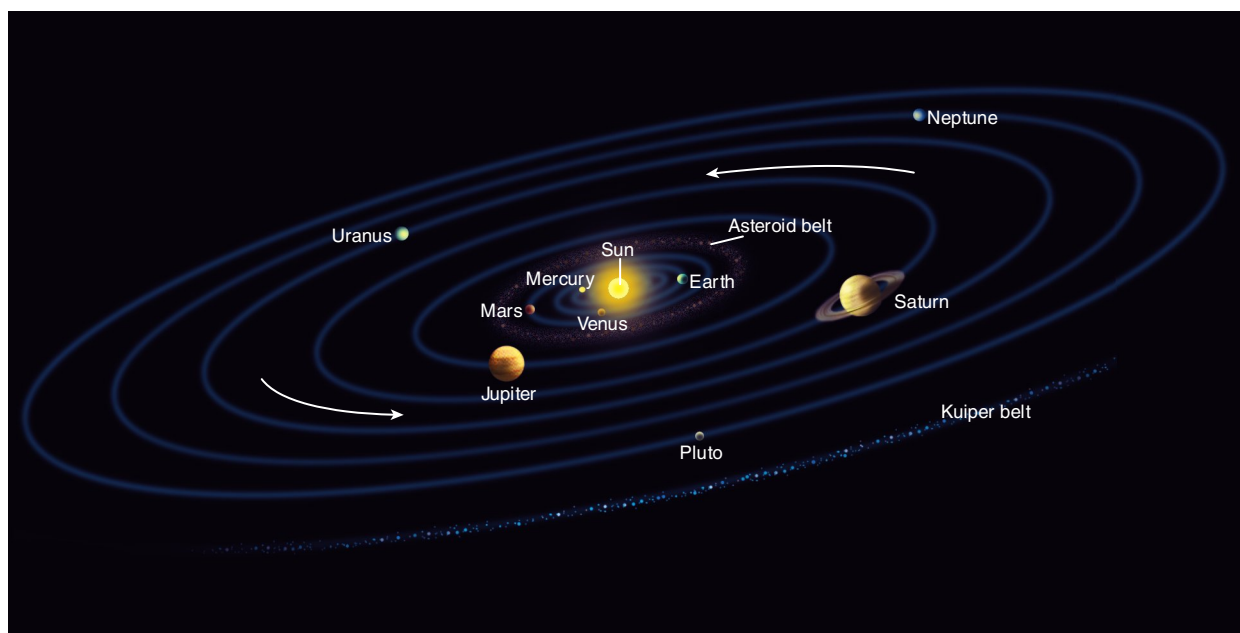 Neptune
Asteroid belt
Uranus
Sun
Mercury
Earth
Mars
Venus
Saturn
Jupiter
Kuiper belt
Pluto